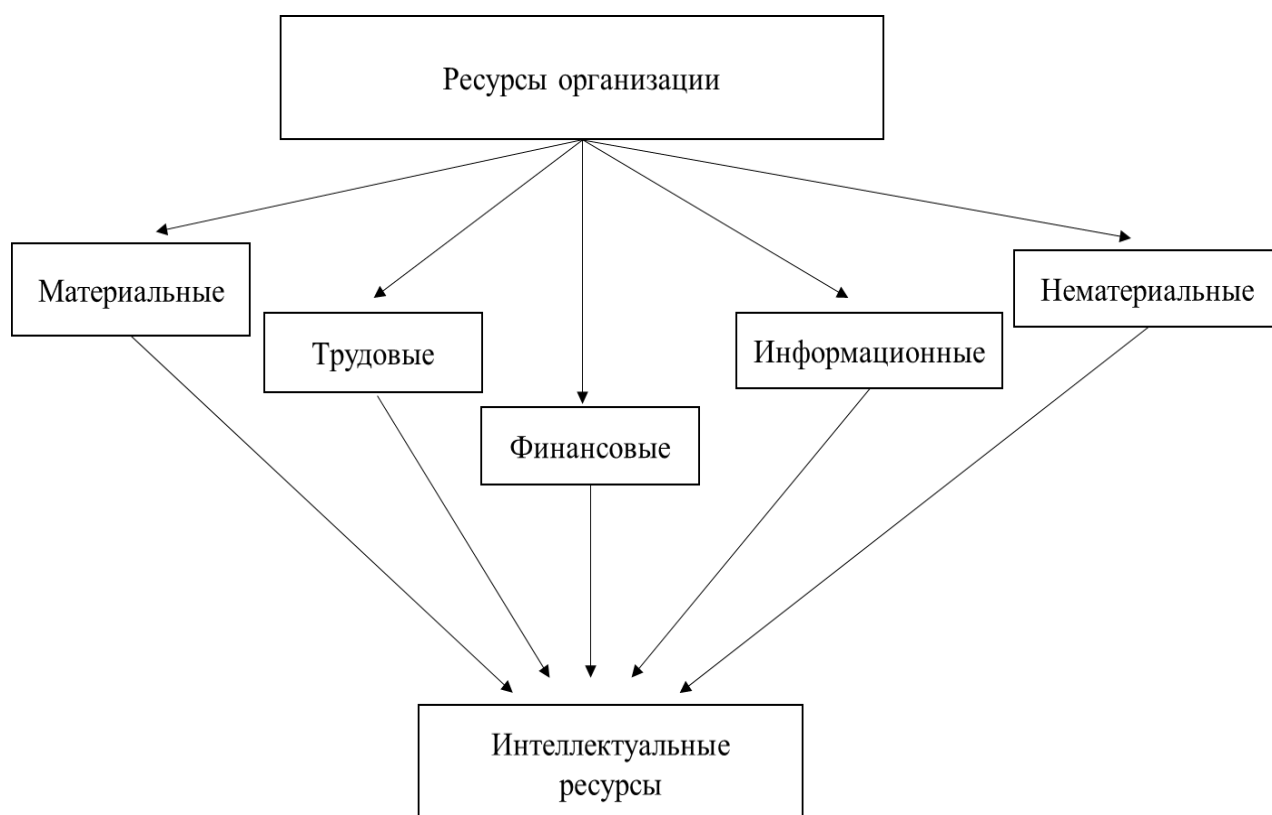 Ресурсы организации
Материальные
Нематериальные
Трудовые
Информационные
Финансовые
Интеллектуальные
ресурсы